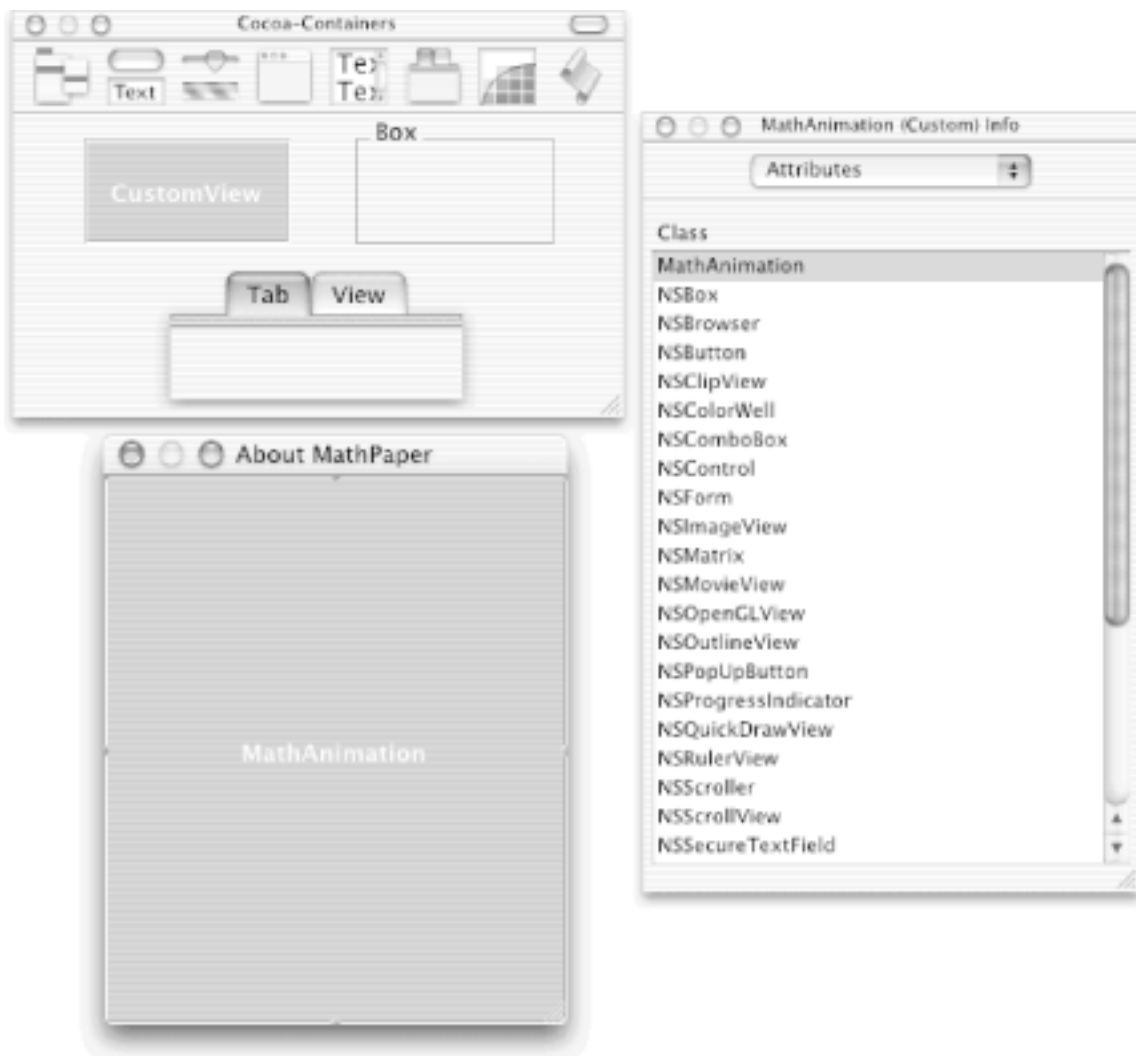 Cocoa-Containers
Text
Tex
Tex
CustomView
Box
Tab
View
About MathPaper
MathAnimation
MathAnimation (Custom) Info
Attributes
Class
MathAnimation
NSBox
NSBrowser
NSButton
NSClipView
NSColorWell
NSComboBox
NSControl
NSForm
NSImageView
NSMatrix
NSMovieView
NSOpenGLView
NSOutlineView
NSPopUpButton
NSProgressIndicator
NSQuickDrawView
NSRulerView
NSScroller
NSScrollView
NSSecureTextField